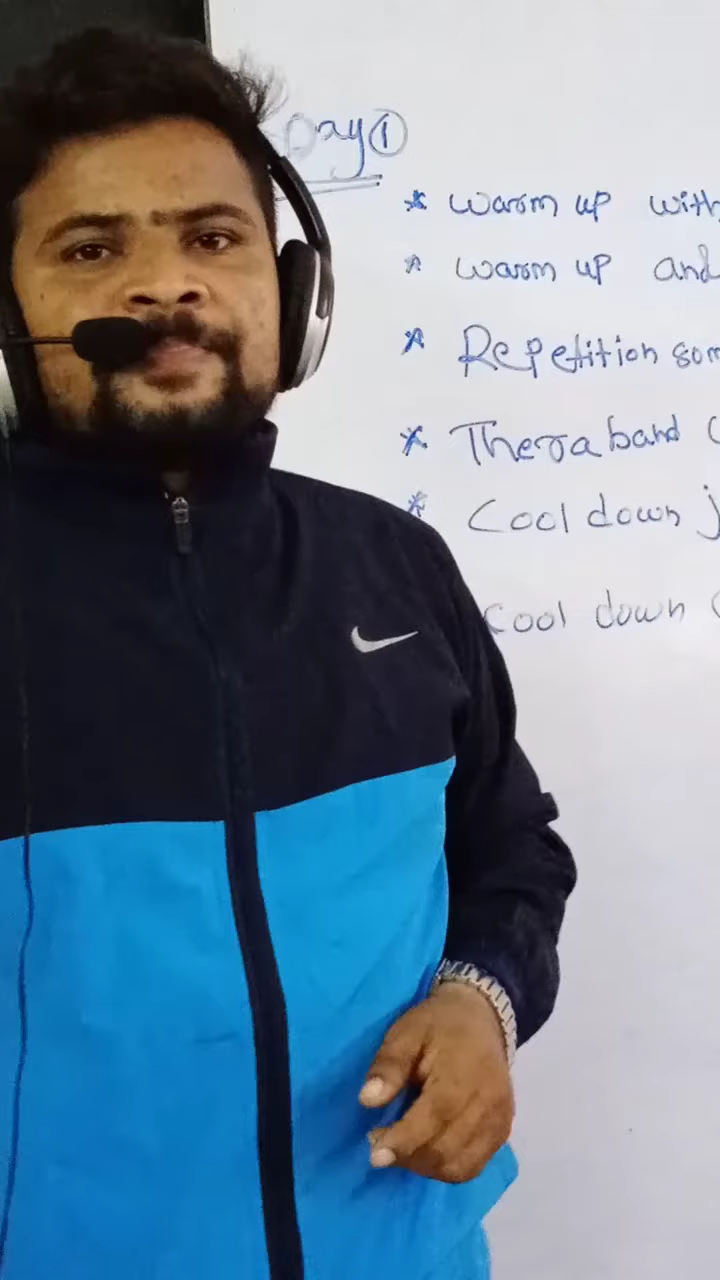 Day ①
* warm up with
* warm up and
* Repetition som
* Theraband (
* Cool down j
Cool down (